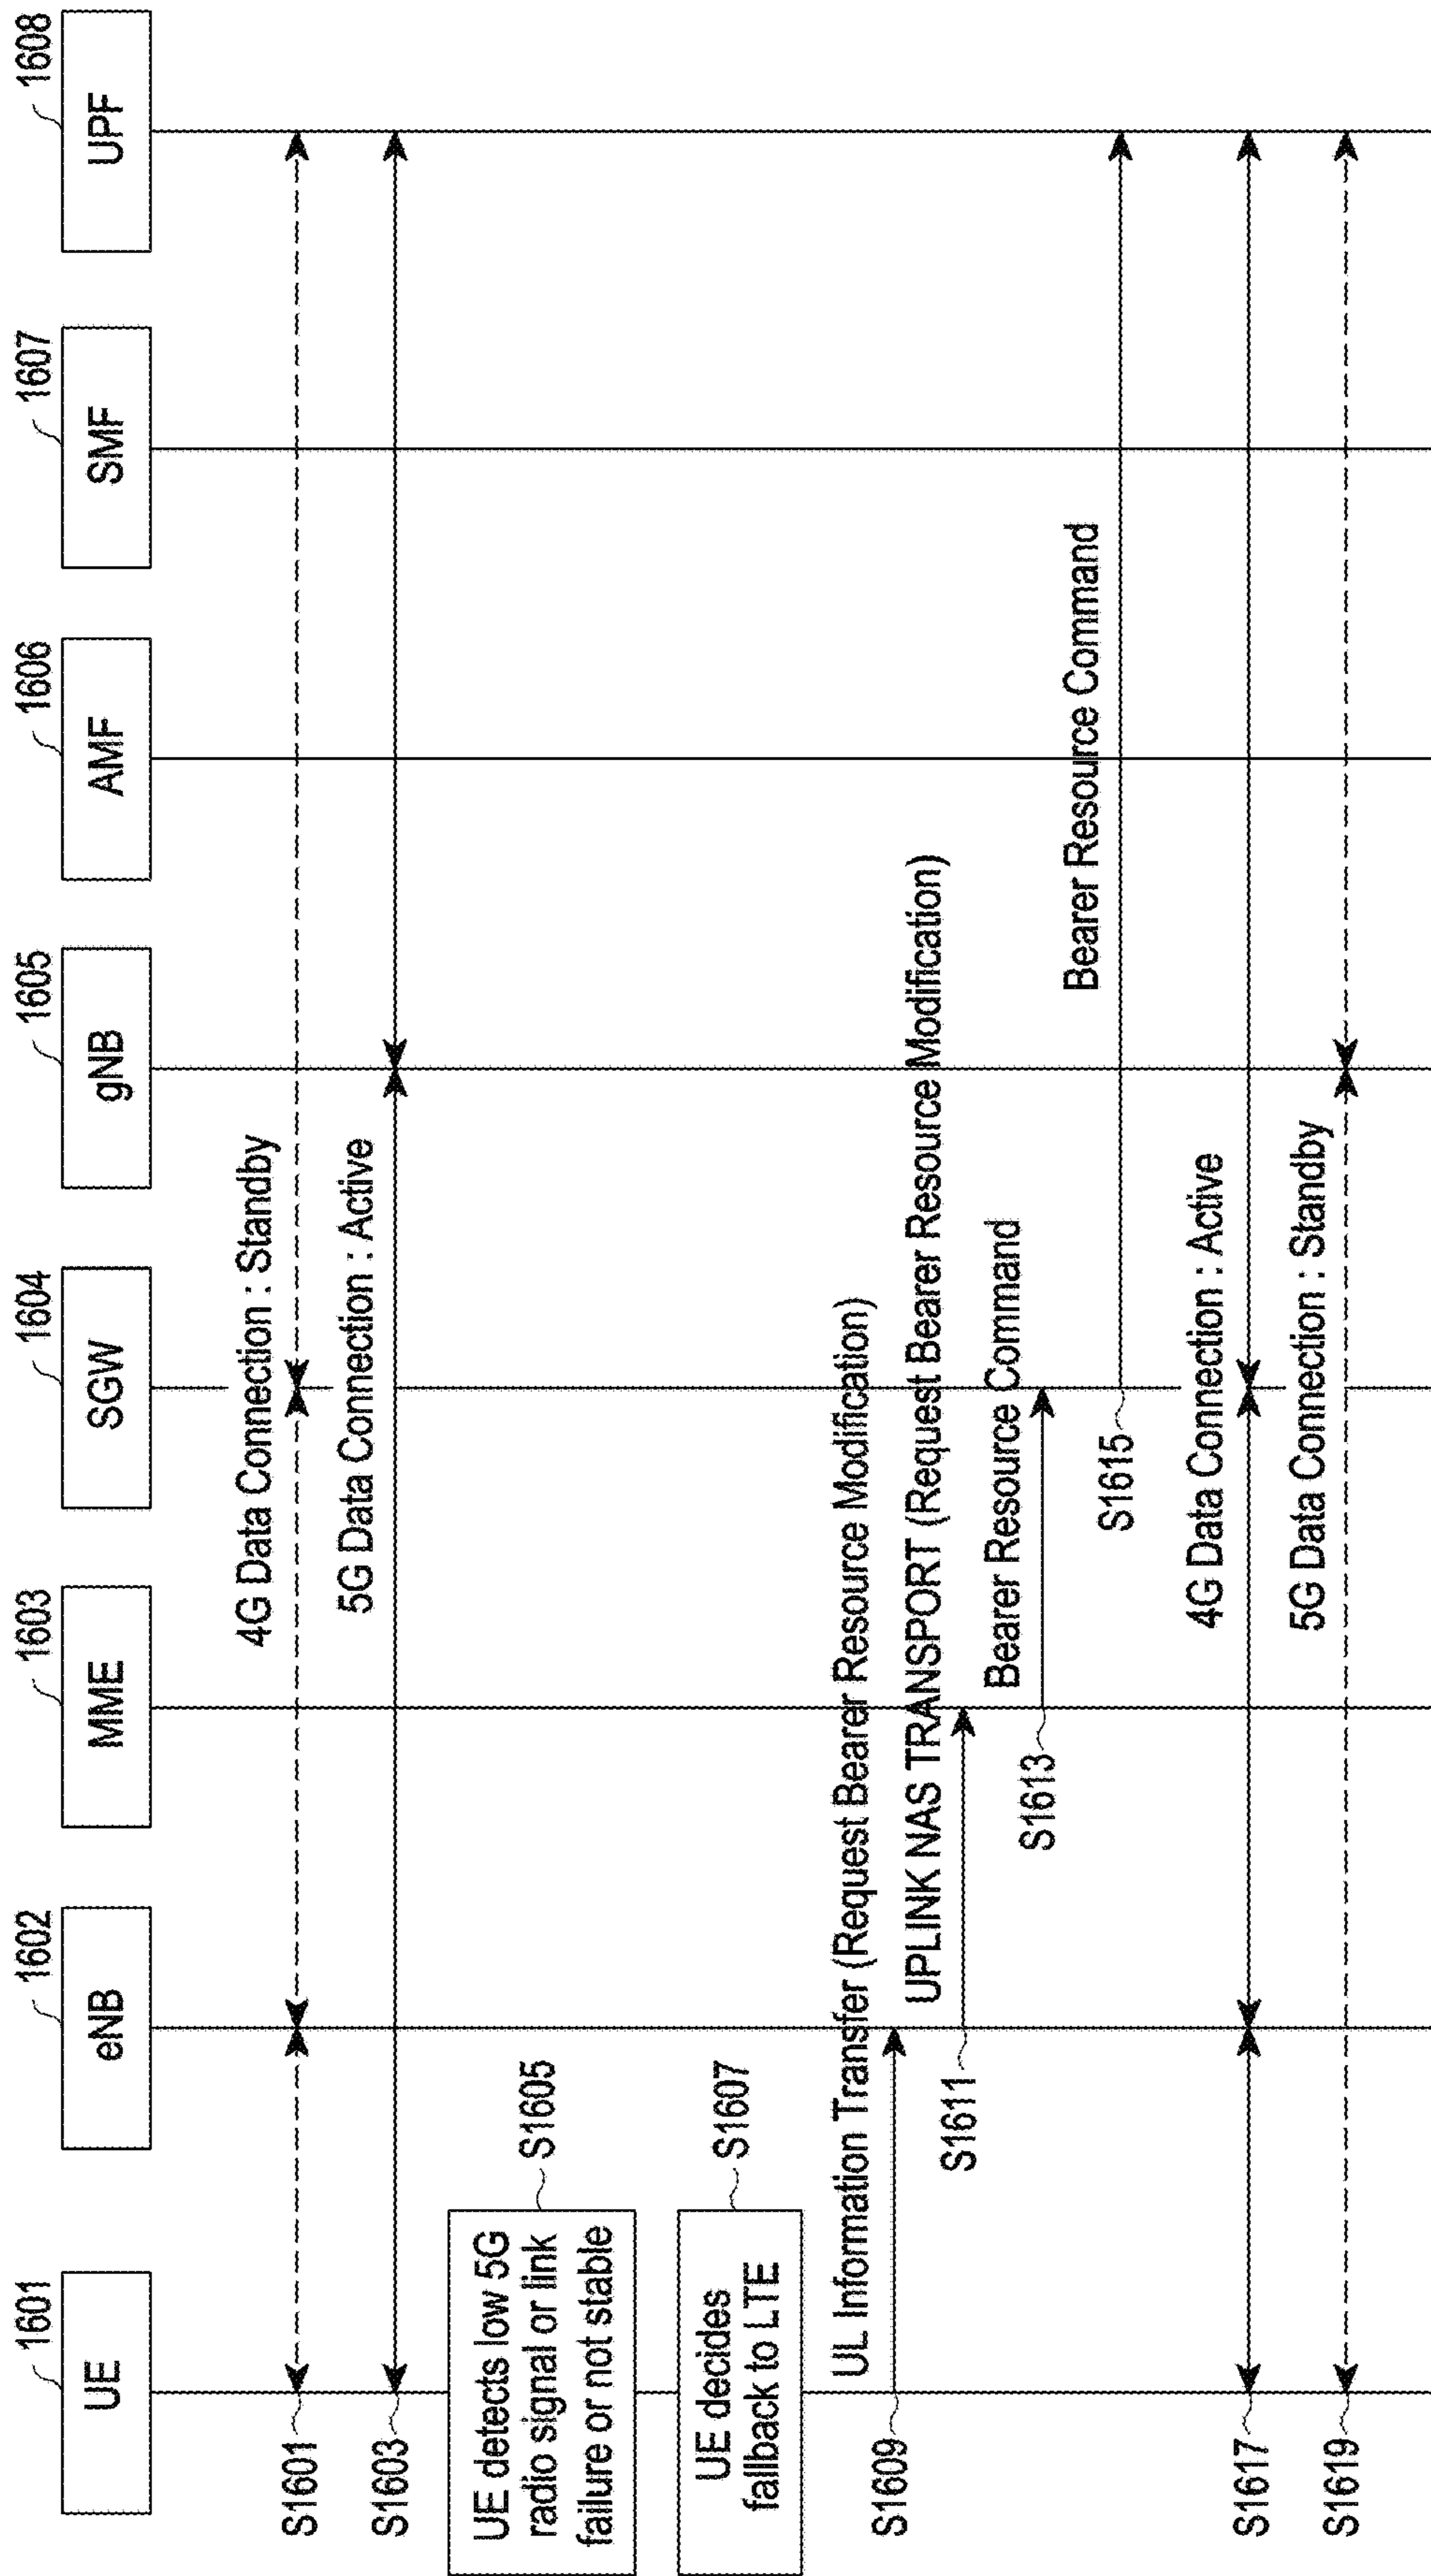 1601
1602
1603
1604
1605
1606
1607
1608
UE
eNB
MME
SGW
gNB
AMF
SMF
UPF
4G Data Connection : Standby
S1601
5G Data Connection : Active
S1603
UE detects low 5G
radio signal or link
failure or not stable
S1605
UE decides
fallback to LTE
S1607
UL Information Transfer (Request Bearer Resource Modification)
S1609
UPLINK NAS TRANSPORT (Request Bearer Resource Modification)
S1611
Bearer Resource Command
S1613
Bearer Resource Command
S1615
4G Data Connection : Active
S1617
5G Data Connection : Standby
S1619